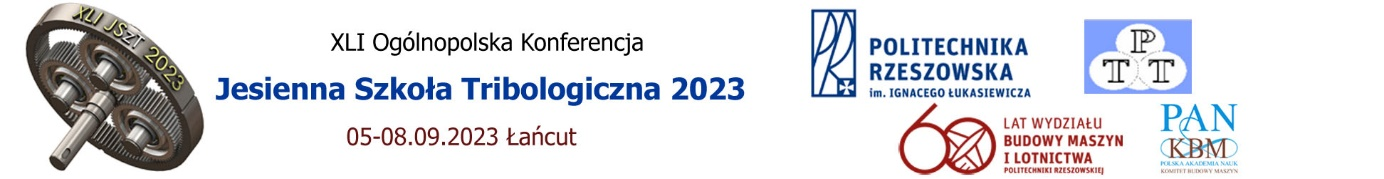 XLI JSZT 2023
XLI Ogólnopolska Konferencja
Jesienna Szkoła Tribologiczna 2023
05-08.09.2023 Łańcut
POLITECHNIKA
RZESZOWSKA
im. IGNACEGO ŁUKASIEWICZA
P
T T
60
LAT WYDZIAŁU
BUDOWY MASZYN
I LOTNICTWA
POLITECHNIKI RZESZOWSKIEJ
PAN
KBM
POLSKA AKADEMIA NAUK
KOMITET BUDOWY MASZYN